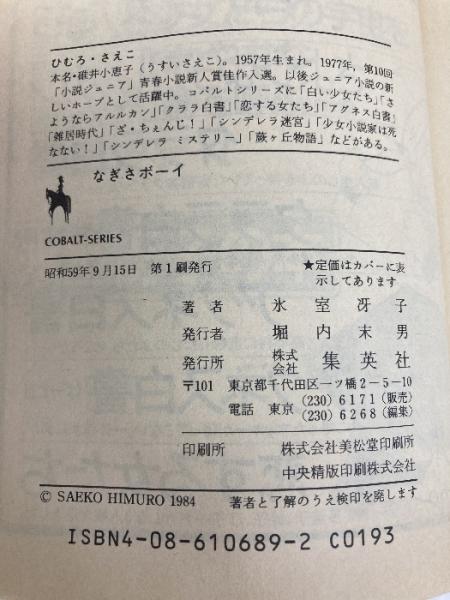 ひむろ・さえこ
本名・碓井小恵子(うすいさえこ)。1957年生まれ。1977年，第10回
「小説ジュニア」青春小説新人賞佳作入選。以後ジュニア小説の新
しいホープとして活躍中。コバルトシリーズに「白い少女たち」「さ
ようならアルルカン」「クララ白書」「恋する女たち」「アグネス白書」
「雑居時代」「ざ・ちぇんじ！」「シンデレラ迷宮」「少女小説家は死
なない！」「シンデレラ ミステリー」「蕨ヶ丘物語」などがある。
なぎさボーイ
COBALT-SERIES
昭和59年9月15日　第1刷発行
★定価はカバーに表
示してあります
著者　氷室冴子
発行者　堀内末男
発行所　株式会社　集英社
〒101　東京都千代田区一ツ橋2－5－10
電話　東京　(230) 6171 (販売)
(230) 6268 (編集)
印刷所　株式会社美松堂印刷所
中央精版印刷株式会社
© SAEKO HIMURO 1984　著者と了解のうえ検印を廃します
ISBN4-08-610689-2 C0193